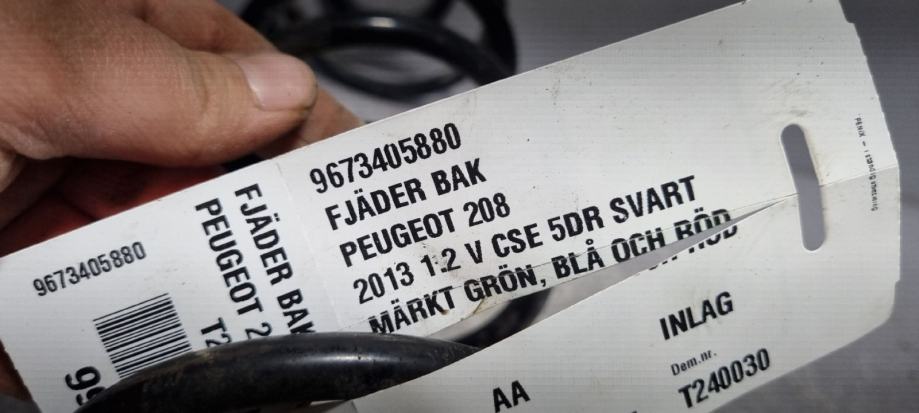 9673405880
FJÄDER BAK
PEUGEOT 208
2013 1.2 V CSE 5DR SVART
MÄRKT GRÖN, BLÅ OCH RÖD
INLAG
Dem.nr.
T240030
AA
9673405880
FJÄDER BAK
PEUGEOT 2